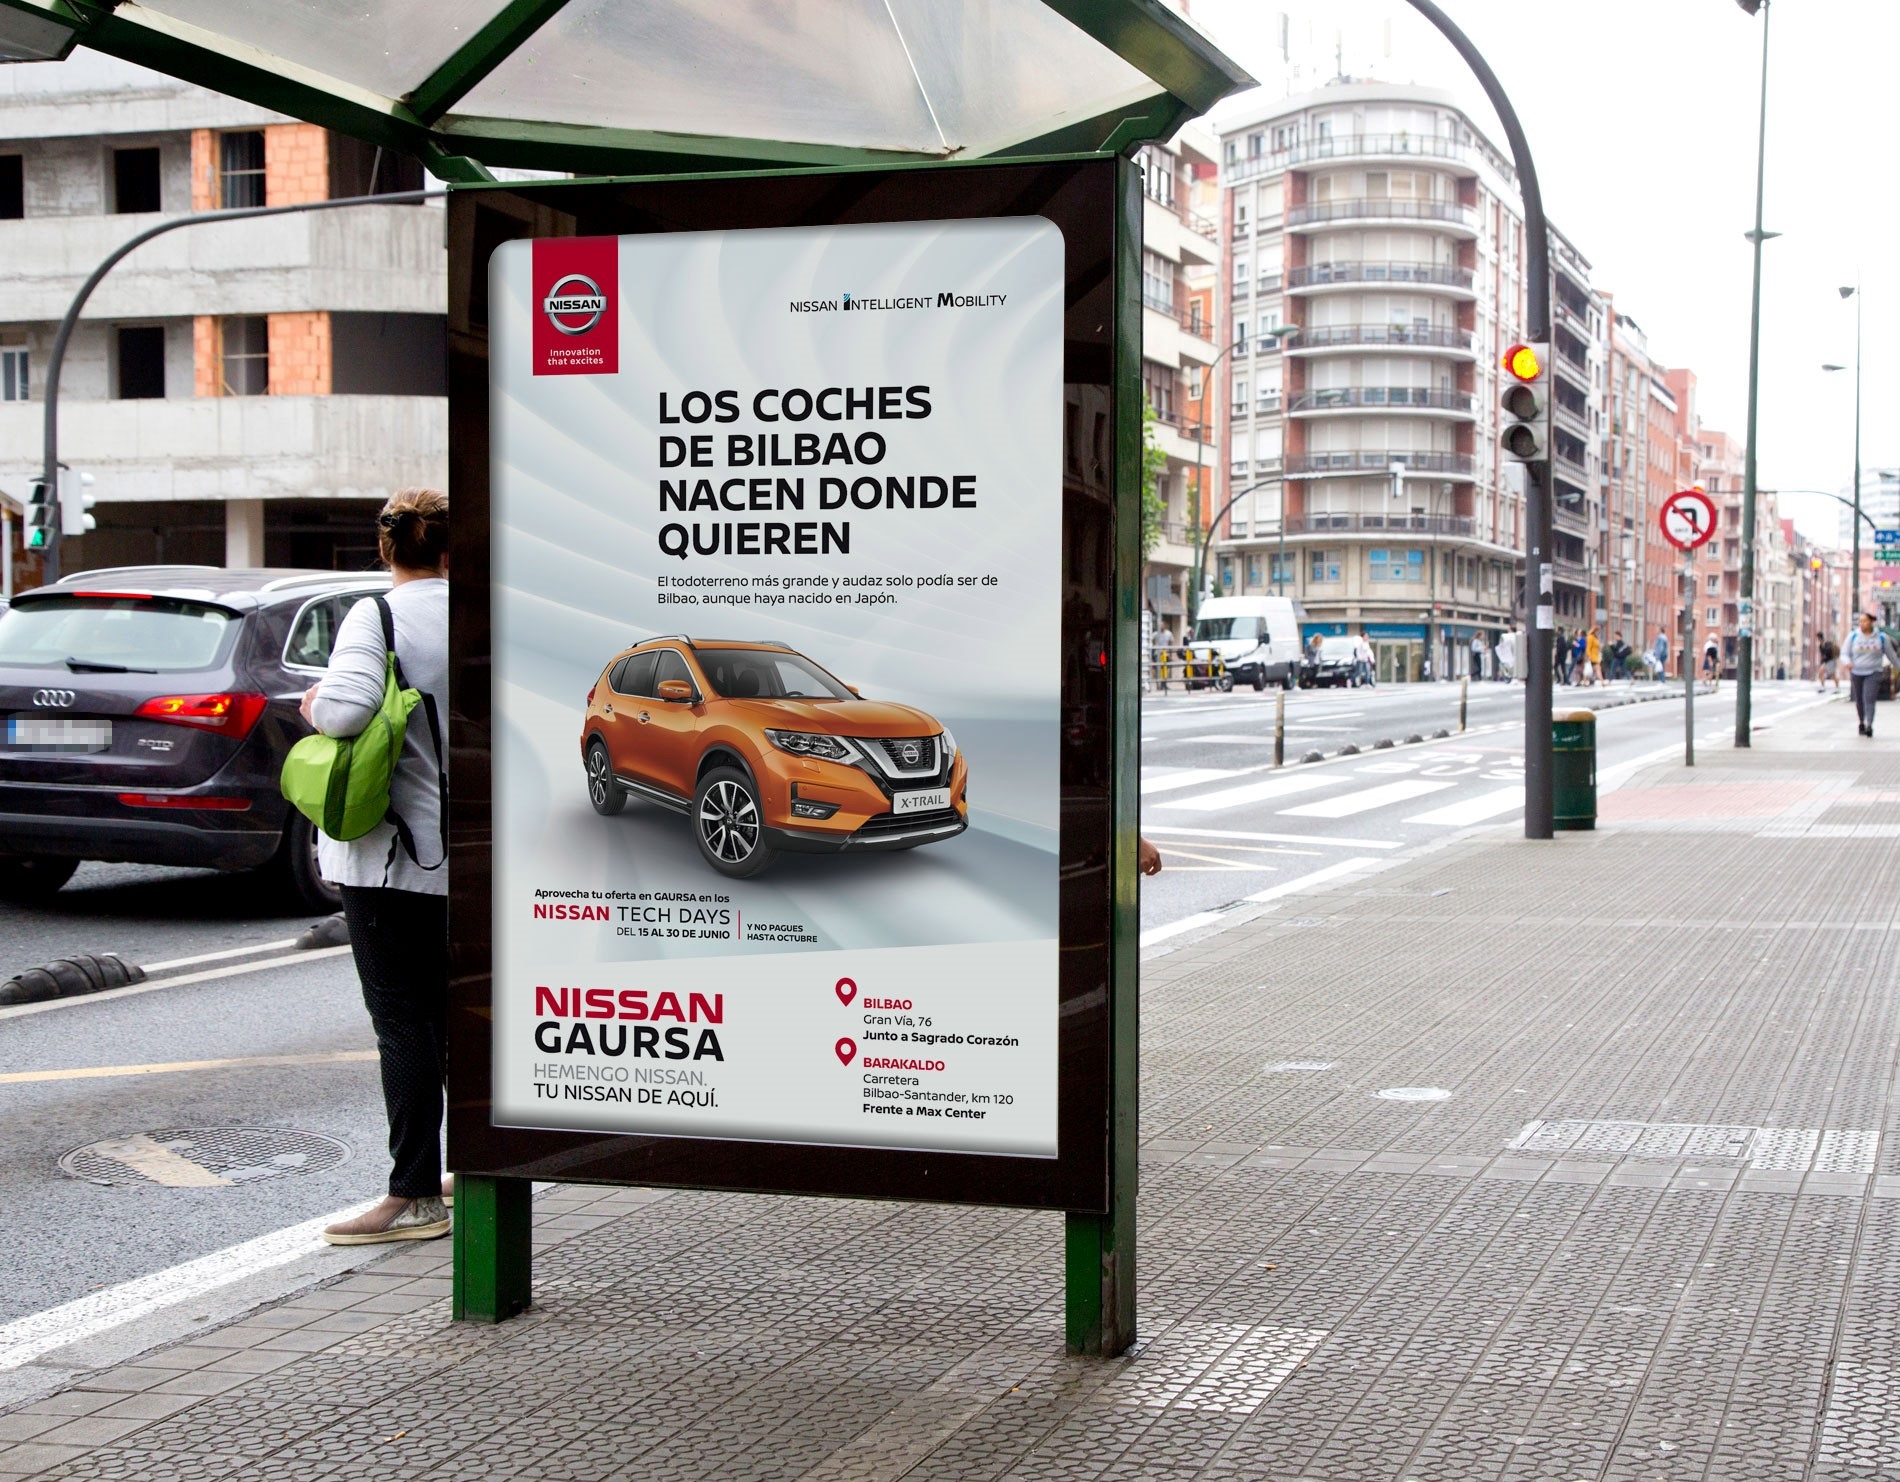 NISSAN
Innovation
that excites
NISSAN INTELLIGENT MOBILITY
LOS COCHES
DE BILBAO
NACEN DONDE
QUIEREN
El todoterreno más grande y audaz solo podía ser de
Bilbao, aunque haya nacido en Japón.
X-TRAIL
Aprovecha tu oferta en GAURSA en los
NISSAN TECH DAYS
DEL 15 AL 30 DE JUNIO
Y NO PAGUES
HASTA OCTUBRE
NISSAN
GAURSA
HEMENGO NISSAN.
TU NISSAN DE AQUÍ.
BILBAO
Gran Vía, 76
Junto a Sagrado Corazón
BARAKALDO
Carretera
Bilbao-Santander, km 120
Frente a Max Center
2.0 TDI